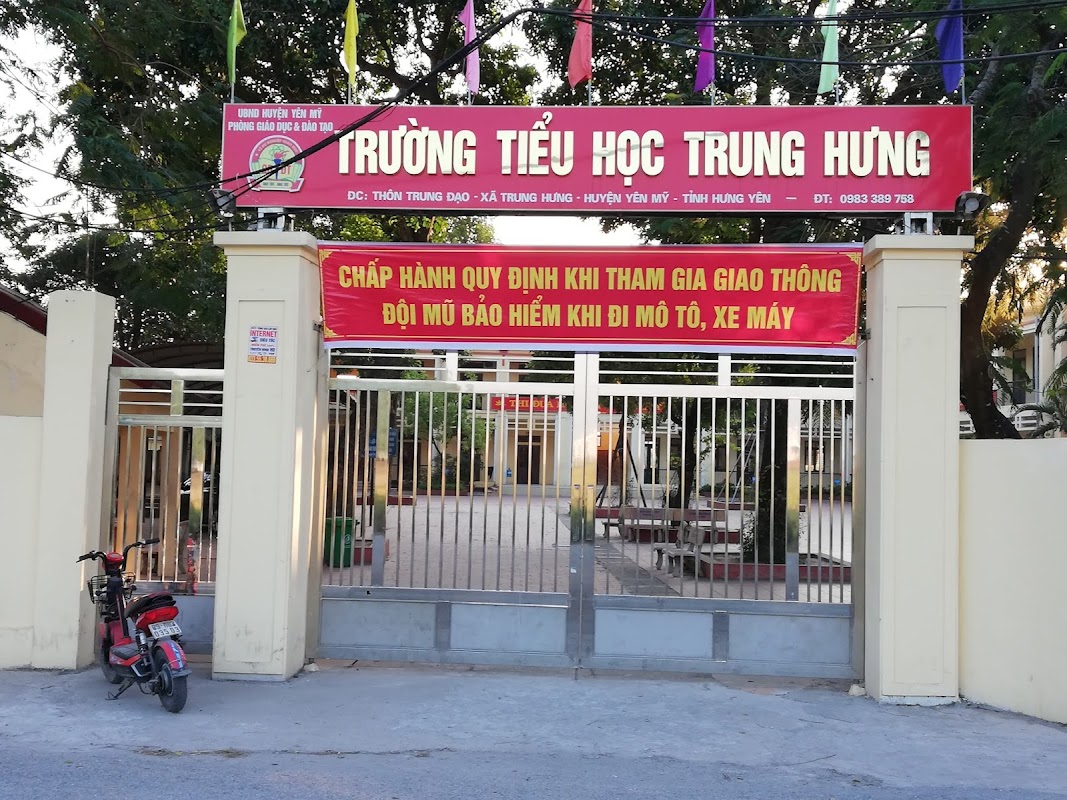 UBND HUYỆN YÊN MỸ
PHÒNG GIÁO DỤC & ĐÀO TẠO
TRƯỜNG TIỂU HỌC TRUNG HƯNG
ĐC: THÔN TRUNG ĐẠO - XÃ TRUNG HƯNG - HUYỆN YÊN MỸ - TỈNH HƯNG YÊN — ĐT: 0983 389 758
CHẤP HÀNH QUY ĐỊNH KHI THAM GIA GIAO THÔNG
ĐỘI MŨ BẢO HIỂM KHI ĐI MÔ TÔ, XE MÁY
INTERNET
THI ĐUA